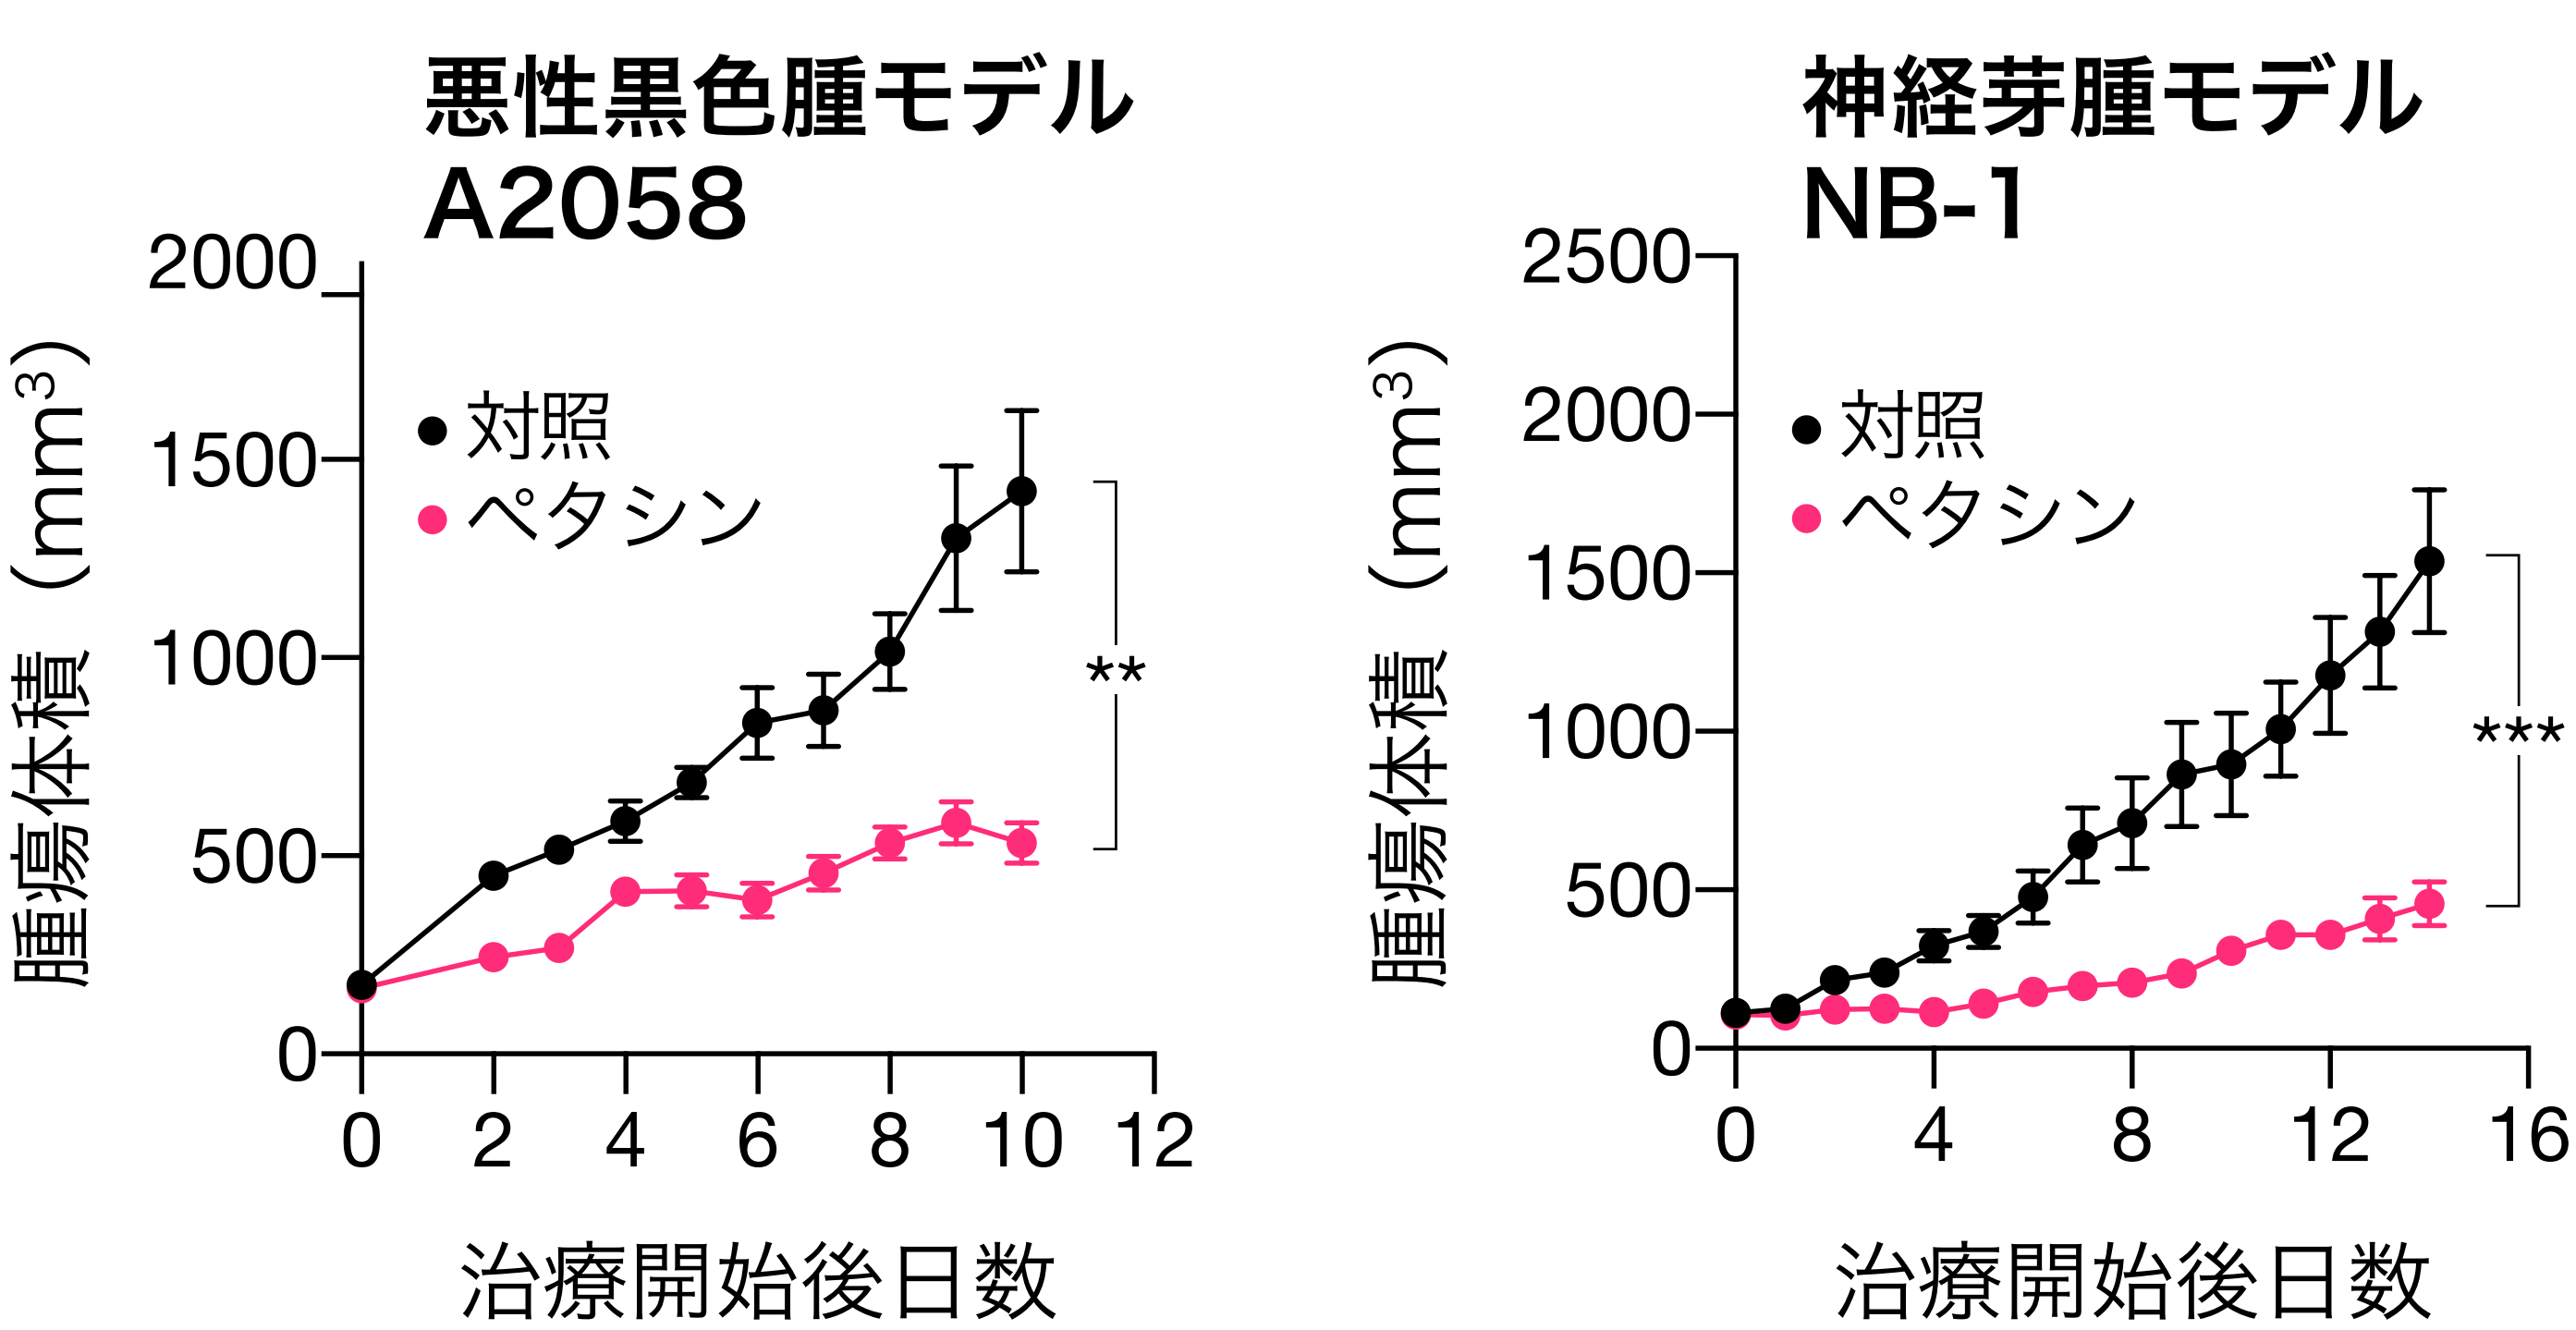 悪性黒色腫モデル
A2058
腫瘍体積（mm³）
2000
1500
1000
500
0
対照
ペタシン
**
0 2 4 6 8 10 12
治療開始後日数
神経芽腫モデル
NB-1
腫瘍体積（mm³）
2500
2000
1500
1000
500
0
対照
ペタシン
***
0 4 8 12 16
治療開始後日数